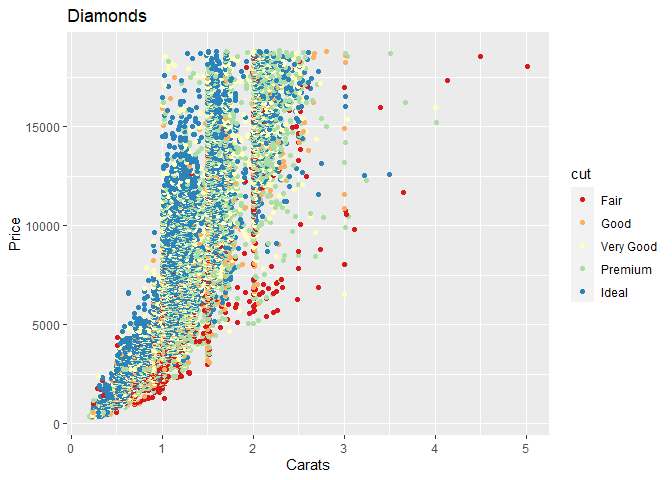 Diamonds
15000
10000
5000
0
Price
0 1 2 3 4 5
Carats
cut
Fair
Good
Very Good
Premium
Ideal